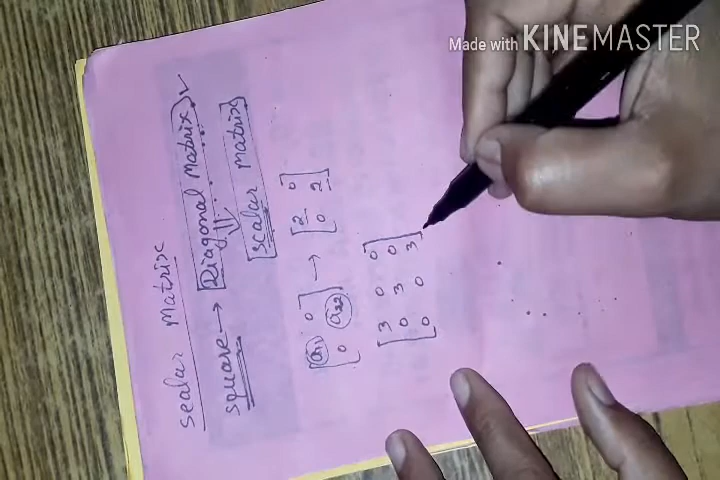 Made with KINEMASTER
Scalar Matrix
square → [Diagonal Matrix] ✓
⇓
[Scalar Matrix]
[a11 0
0 a22] → [2 0
0 2]
[3 0 0
0 3 0
0 0 3]